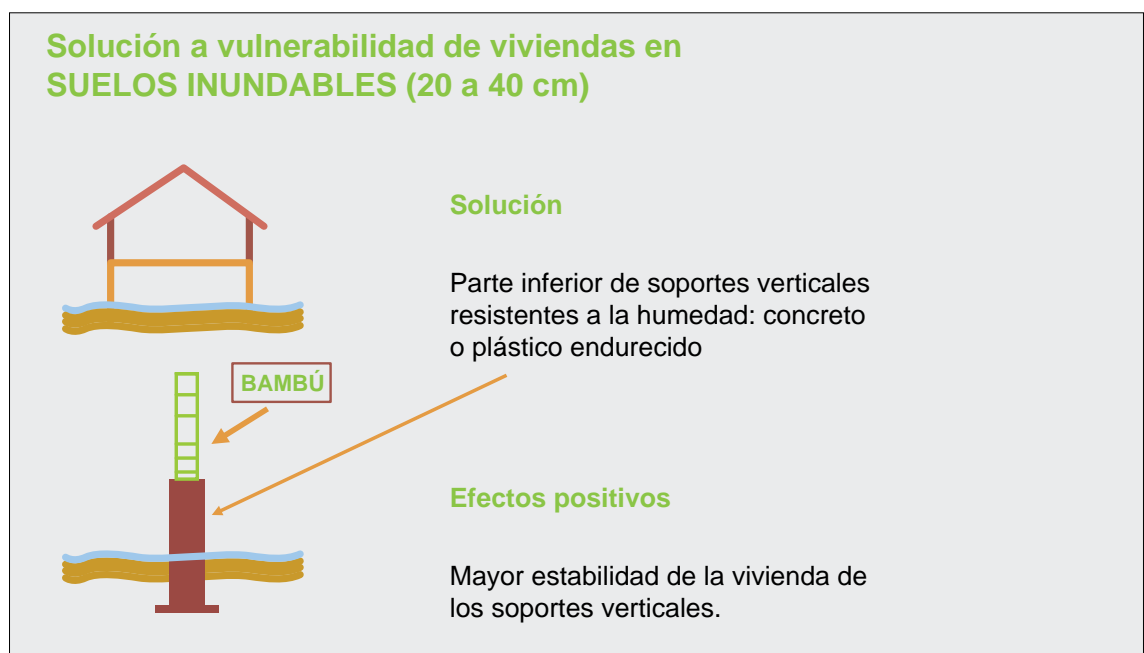 Solución a vulnerabilidad de viviendas en
SUELOS INUNDABLES (20 a 40 cm)
Solución
Parte inferior de soportes verticales
resistentes a la humedad: concreto
o plástico endurecido
BAMBÚ
Efectos positivos
Mayor estabilidad de la vivienda de
los soportes verticales.